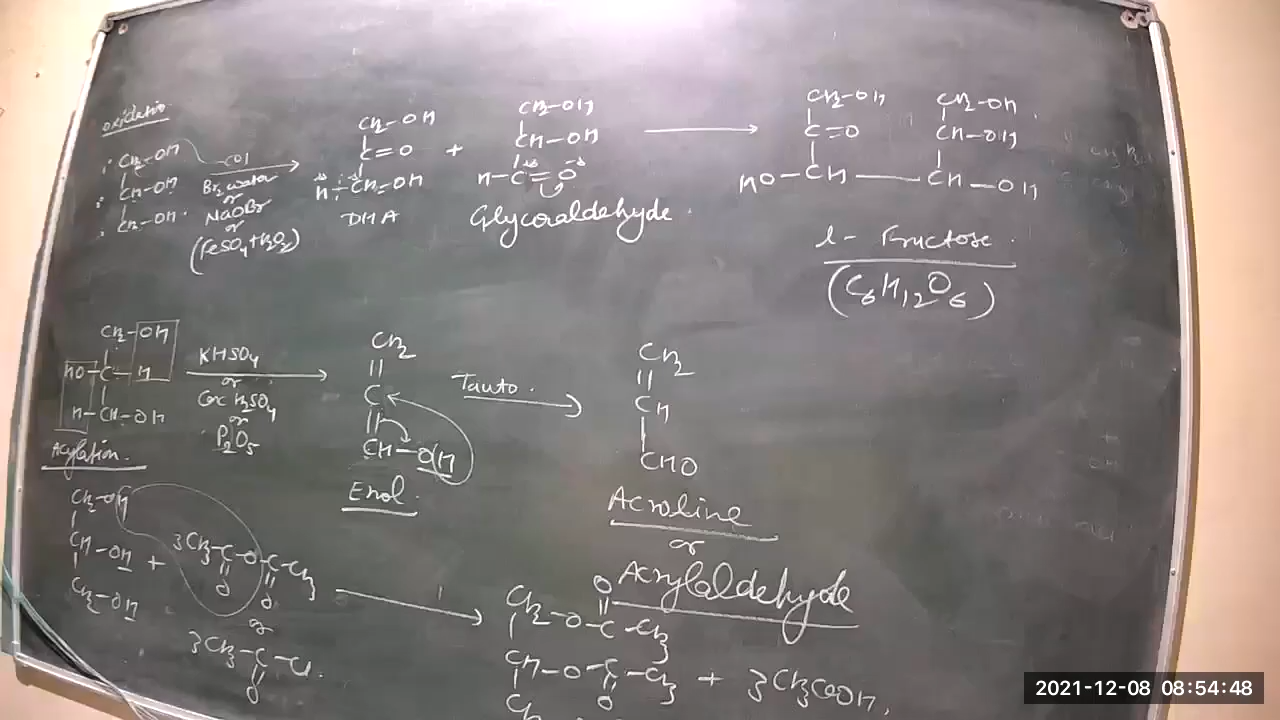 oxidatio
CH2-OH
CH-OH
CH2-OH
[O]
Br2 water
or
NaOBr
or
(FeSO4+H2O2)
CH2-OH
C=O
H-CH-OH
DHA
+
CH2-OH
CH-OH
H-C=O
Glyceraldehyde
CH2-OH
C=O
HO-CH
CH2-OH
CH-OH
CH-OH
l- Fructose
(C6H12O6)
CH2-OH
HO-C-H
H-CH-OH
KHSO4
or
Conc H2SO4
or
P2O5
CH2
C
CH-OH
Enol.
Tauto.
CH2
CH
CHO
Acroline
or
Acrylaldehyde
Acylation.
CH2-OH
CH-OH
CH2-OH
+
3CH3-C-O-C-CH3
O O
or
3CH3-C-Cl.
O
O
CH2-O-C-CH3
CH-O-C-CH3 + 3CH3COOH,
O
2021-12-08 08:54:48